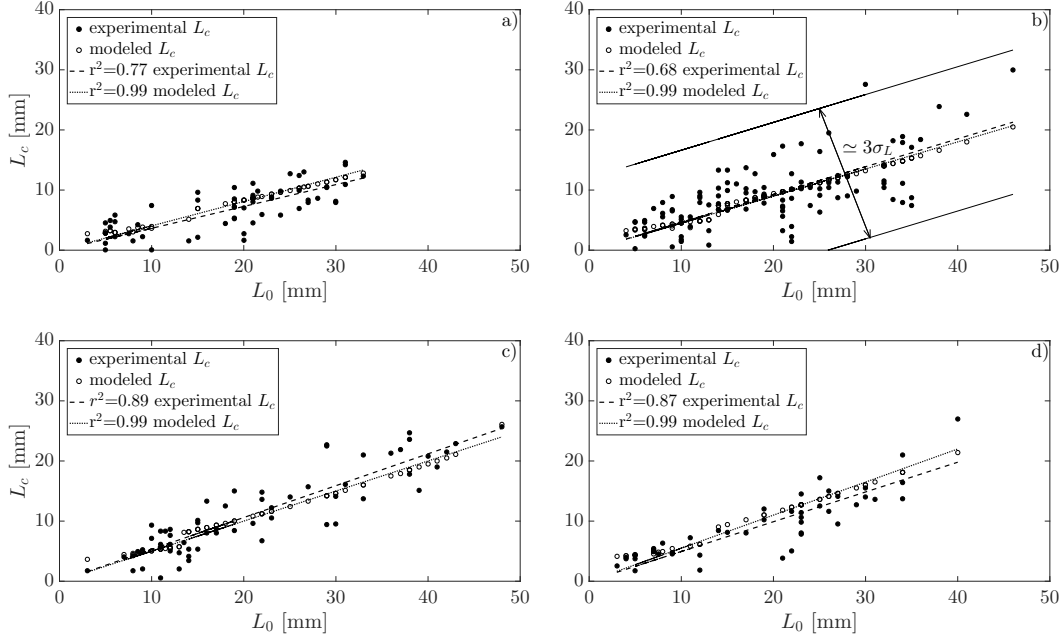 a)
experimental L_c
modeled L_c
r²=0.77 experimental L_c
r²=0.99 modeled L_c
40
30
20
10
0
L_c [mm]
0 10 20 30 40 50
L_0 [mm]
b)
experimental L_c
modeled L_c
r²=0.68 experimental L_c
r²=0.99 modeled L_c
≃ 3σ_L
40
30
20
10
0
0 10 20 30 40 50
L_0 [mm]
c)
experimental L_c
modeled L_c
r²=0.89 experimental L_c
r²=0.99 modeled L_c
40
30
20
10
0
L_c [mm]
0 10 20 30 40 50
L_0 [mm]
d)
experimental L_c
modeled L_c
r²=0.87 experimental L_c
r²=0.99 modeled L_c
40
30
20
10
0
0 10 20 30 40 50
L_0 [mm]